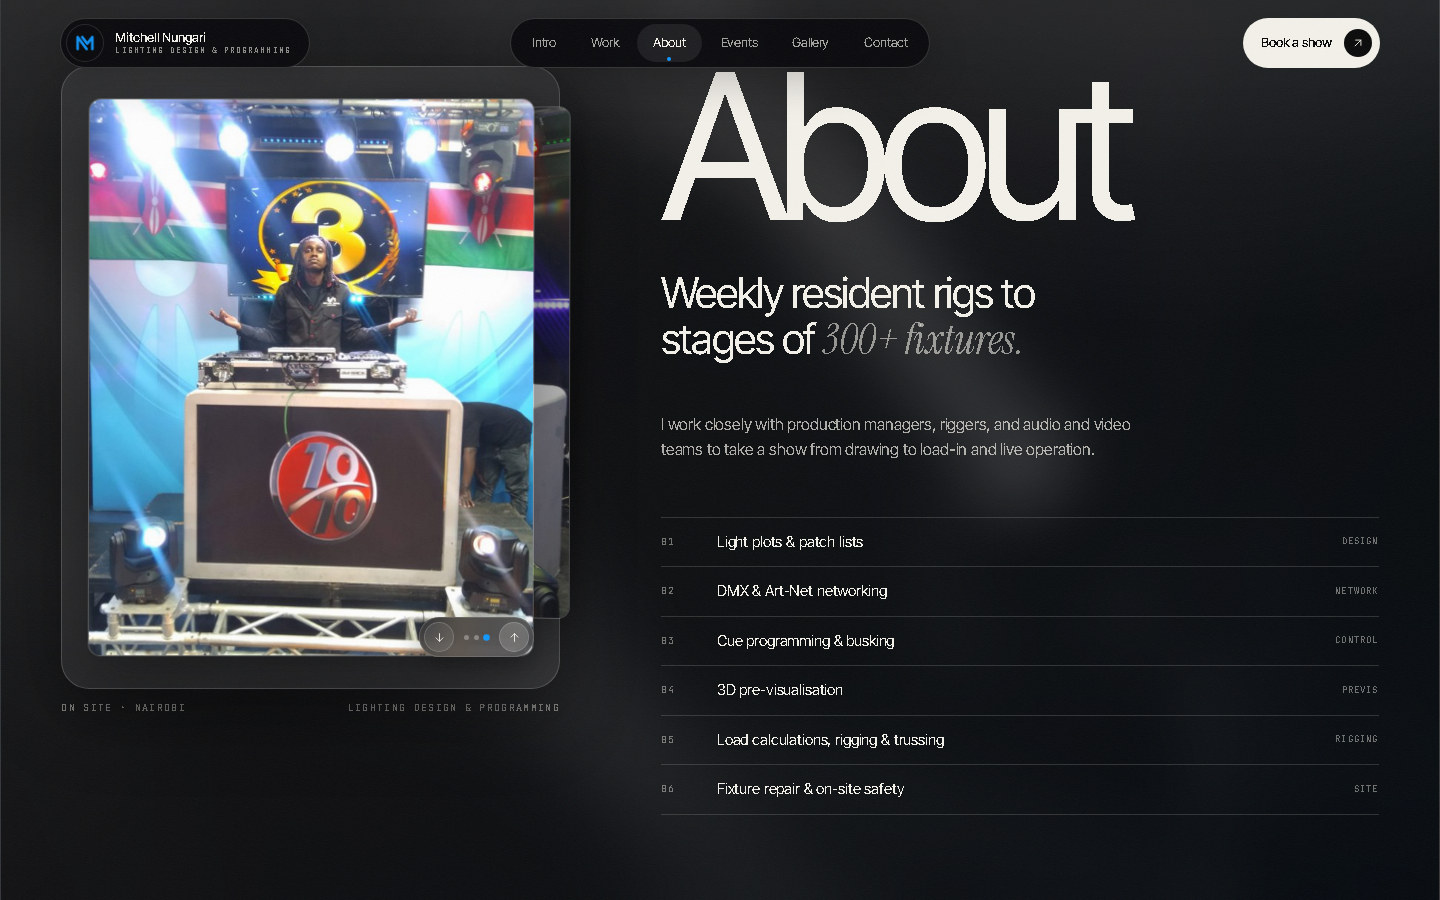 Mitchell Nungari
LIGHTING DESIGN & PROGRAMMING
Intro
Work
About
Events
Gallery
Contact
Book a show
3
10
10
ON SITE · NAIROBI
LIGHTING DESIGN & PROGRAMMING
About
Weekly resident rigs to
stages of 300+ fixtures.
I work closely with production managers, riggers, and audio and video
teams to take a show from drawing to load-in and live operation.
01 Light plots & patch lists DESIGN
02 DMX & Art-Net networking NETWORK
03 Cue programming & busking CONTROL
04 3D pre-visualisation PREVIS
05 Load calculations, rigging & trussing RIGGING
06 Fixture repair & on-site safety SITE